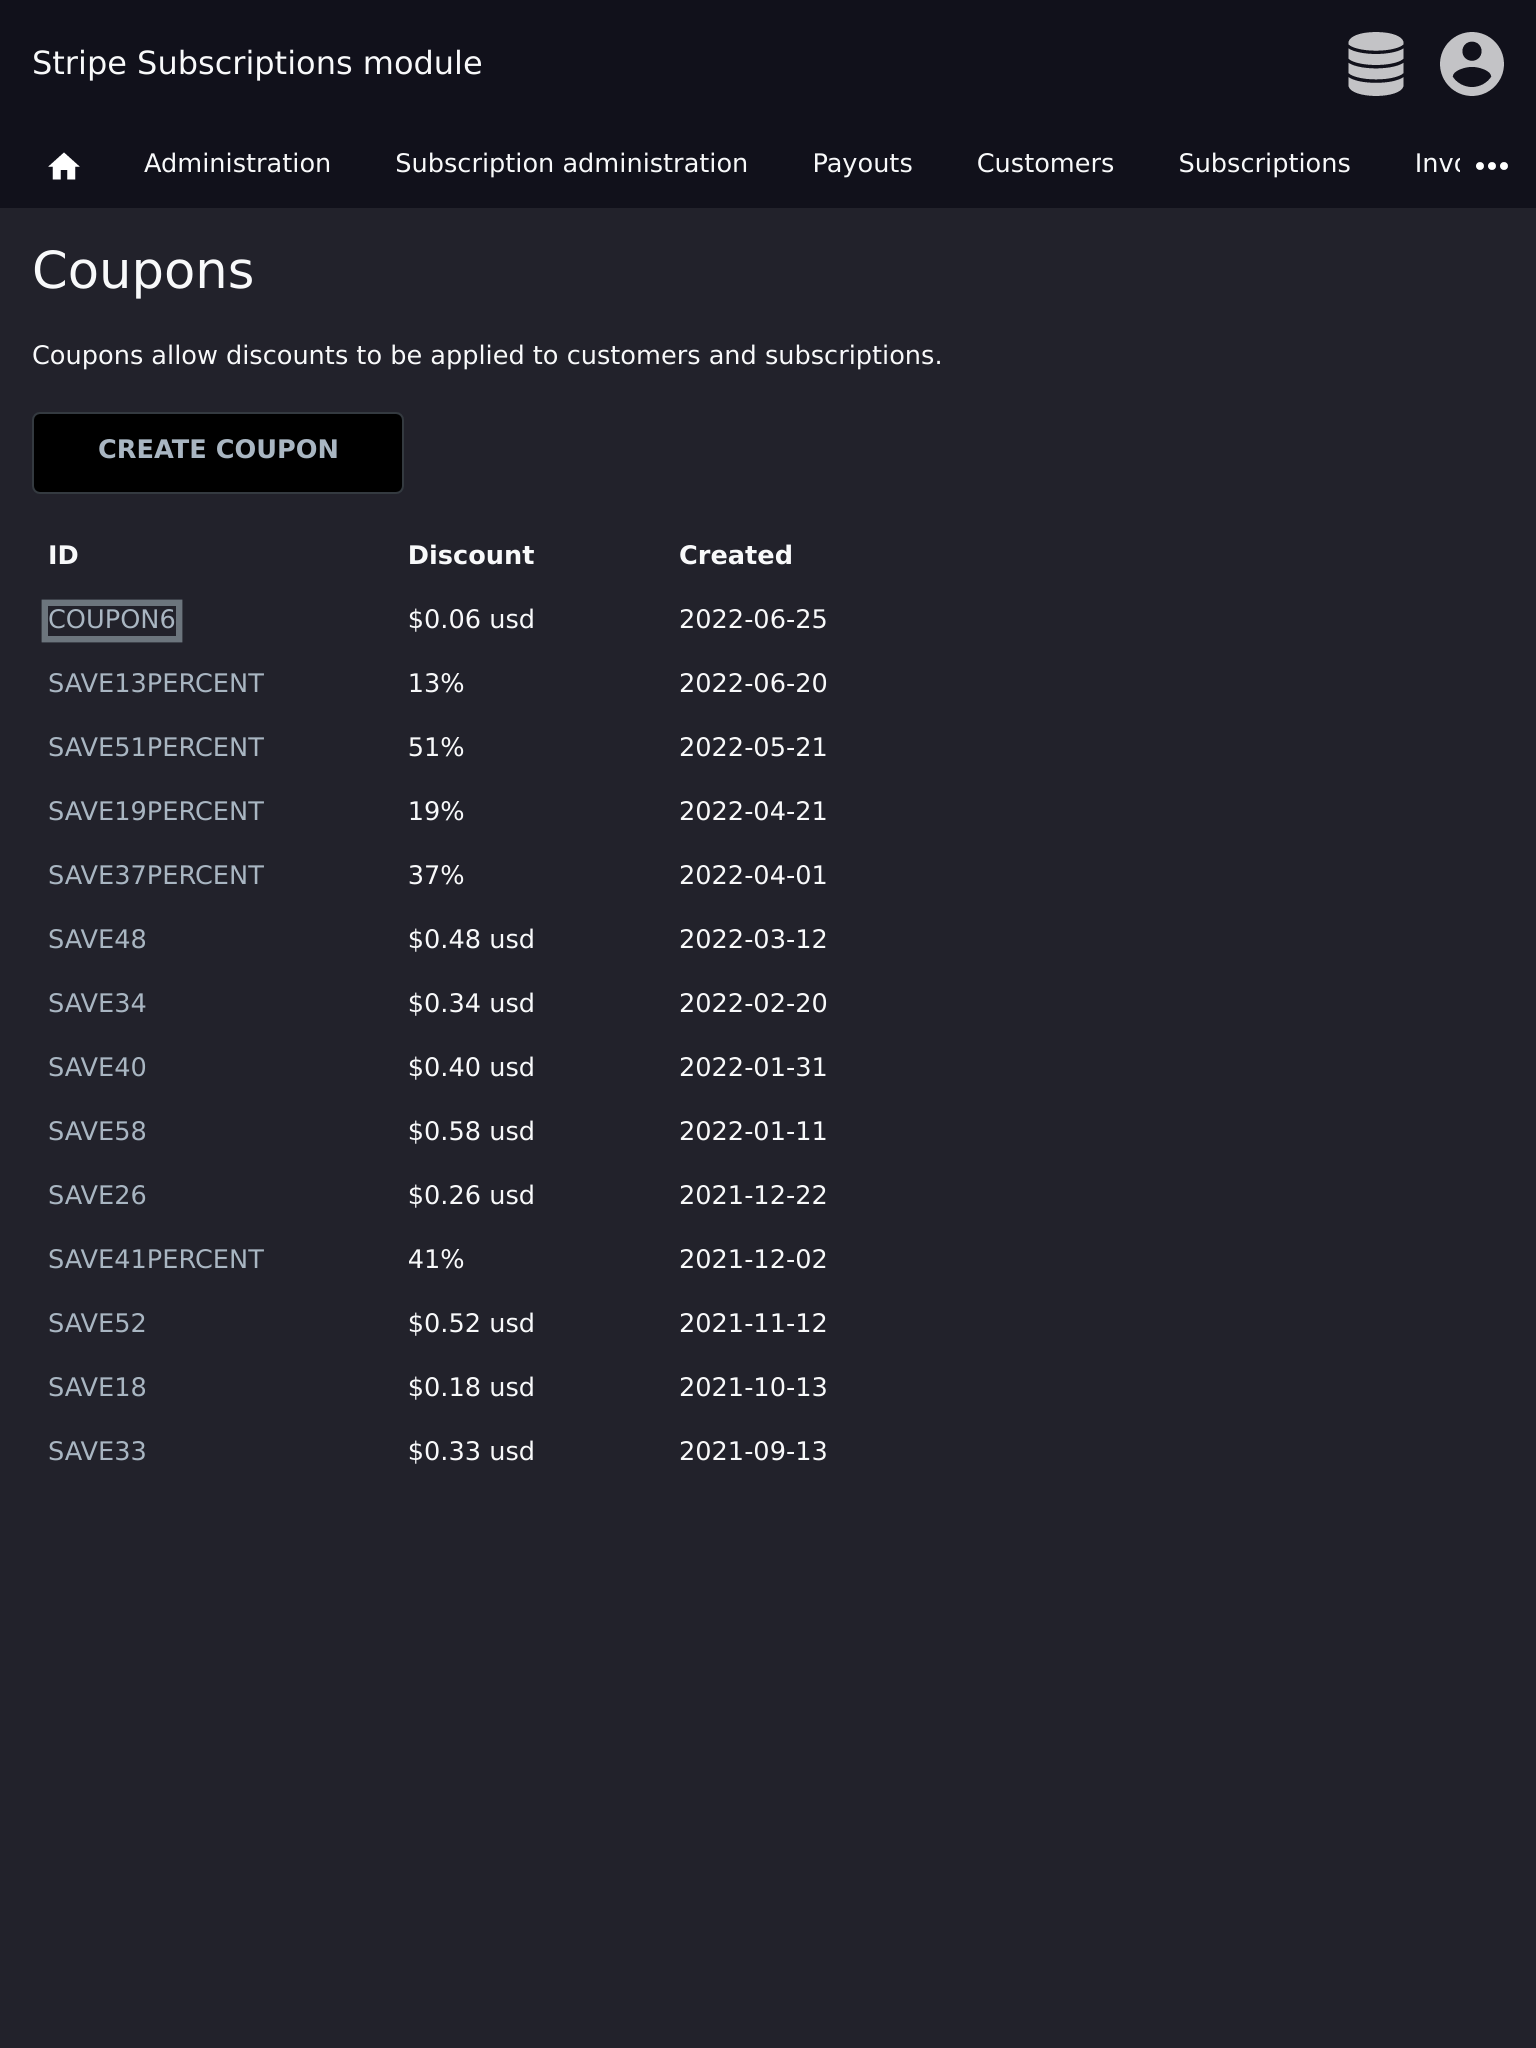 Stripe Subscriptions module
Administration Subscription administration Payouts Customers Subscriptions
Coupons
Coupons allow discounts to be applied to customers and subscriptions.
CREATE COUPON
ID Discount Created
COUPON6 $0.06 usd 2022-06-25
SAVE13PERCENT 13% 2022-06-20
SAVE51PERCENT 51% 2022-05-21
SAVE19PERCENT 19% 2022-04-21
SAVE37PERCENT 37% 2022-04-01
SAVE48 $0.48 usd 2022-03-12
SAVE34 $0.34 usd 2022-02-20
SAVE40 $0.40 usd 2022-01-31
SAVE58 $0.58 usd 2022-01-11
SAVE26 $0.26 usd 2021-12-22
SAVE41PERCENT 41% 2021-12-02
SAVE52 $0.52 usd 2021-11-12
SAVE18 $0.18 usd 2021-10-13
SAVE33 $0.33 usd 2021-09-13